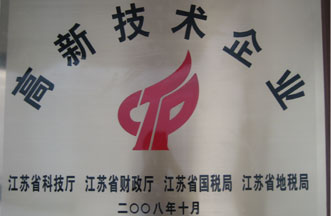 高新技术企业
江苏省科技厅 江苏省财政厅 江苏省国税局 江苏省地税局
二〇〇八年十月